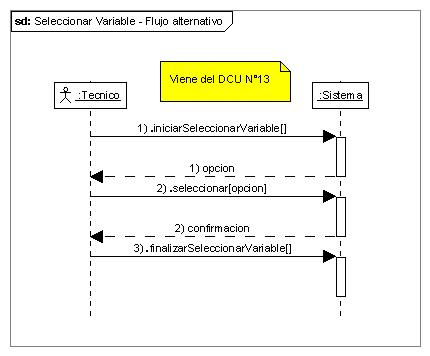 sd: Seleccionar Variable - Flujo alternativo
Viene del DCU N°13
:Tecnico
:Sistema
1) .iniciarSeleccionarVariable[]
1) opcion
2) .seleccionar[opcion]
2) confirmacion
3) .finalizarSeleccionarVariable[]